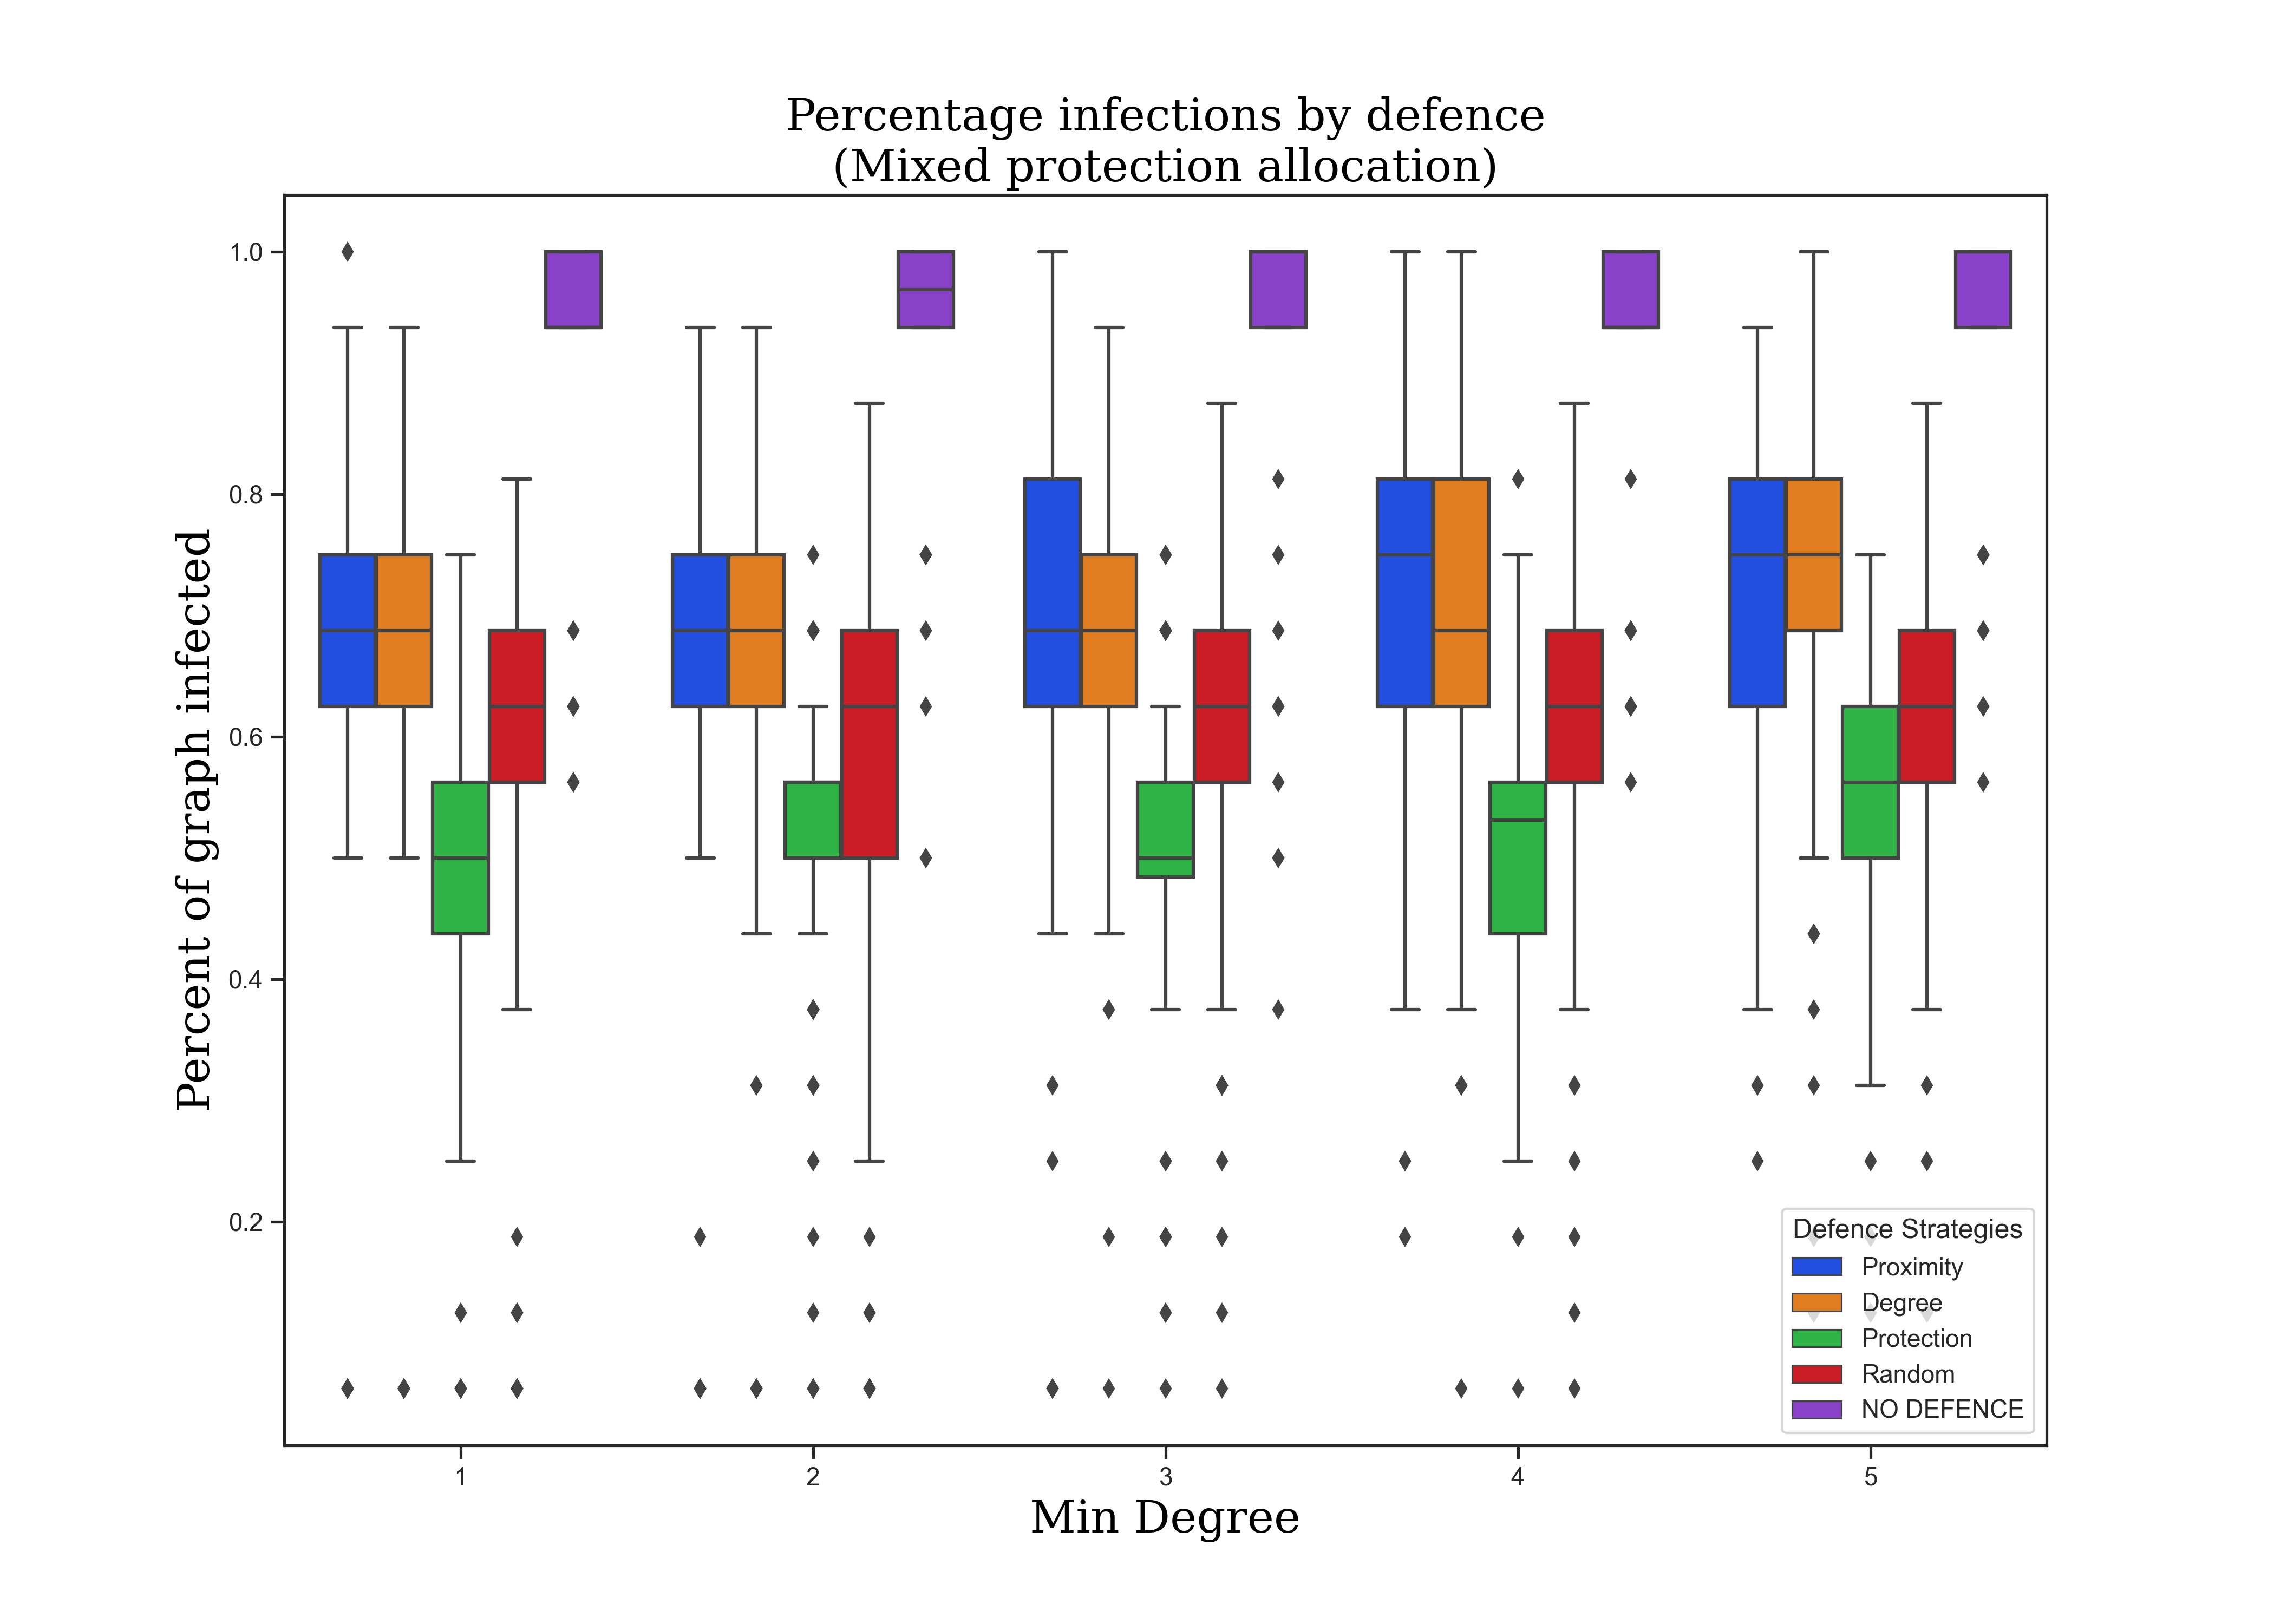 Percentage infections by defence
(Mixed protection allocation)
Percent of graph infected
1.0
0.8
0.6
0.4
0.2
1 2 3 4 5
Min Degree
Defence Strategies
Proximity
Degree
Protection
Random
NO DEFENCE